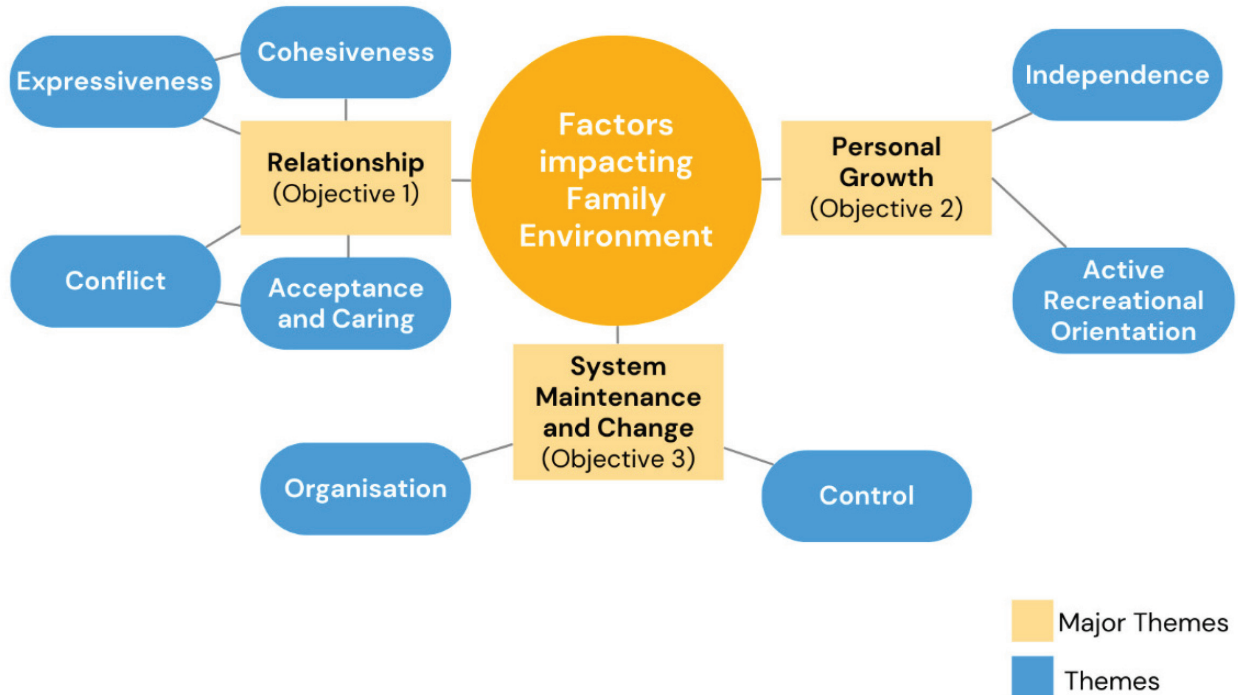 Cohesiveness
Expressiveness
Relationship
(Objective 1)
Conflict
Acceptance
and Caring
Factors
impacting
Family
Environment
Personal
Growth
(Objective 2)
Independence
Active
Recreational
Orientation
System
Maintenance
and Change
(Objective 3)
Organisation
Control
Major Themes
Themes